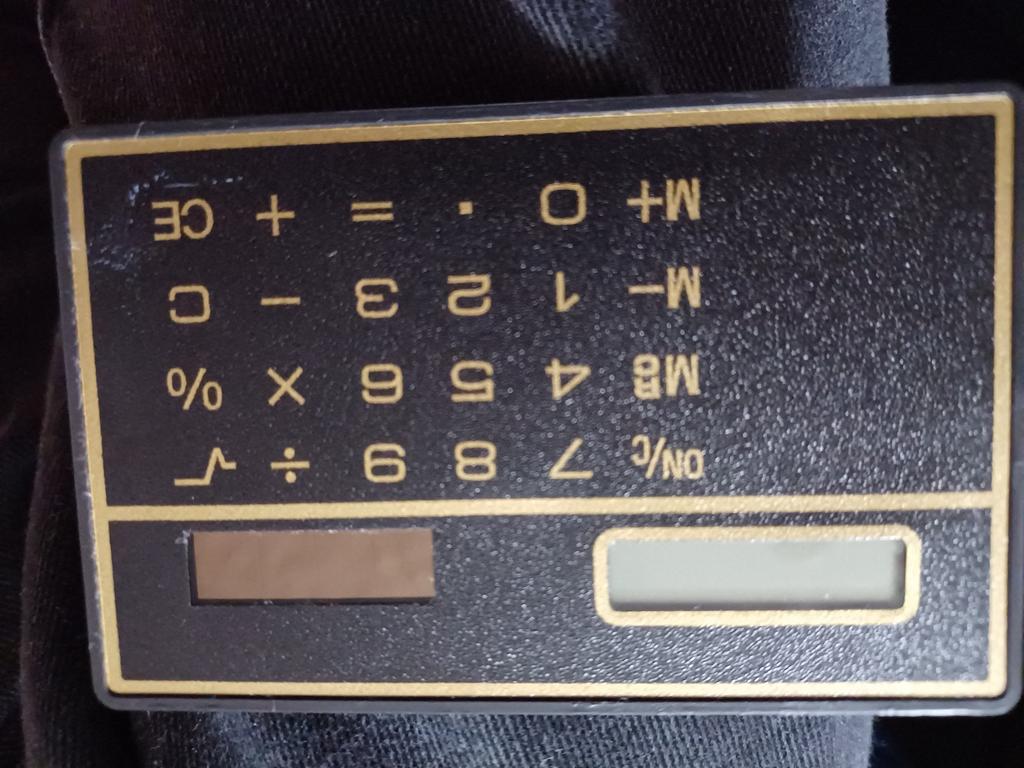 ON/C 7 8 9 ÷ √
MR 4 5 6 × %
M− 1 2 3 − C
M+ 0 . = + CE